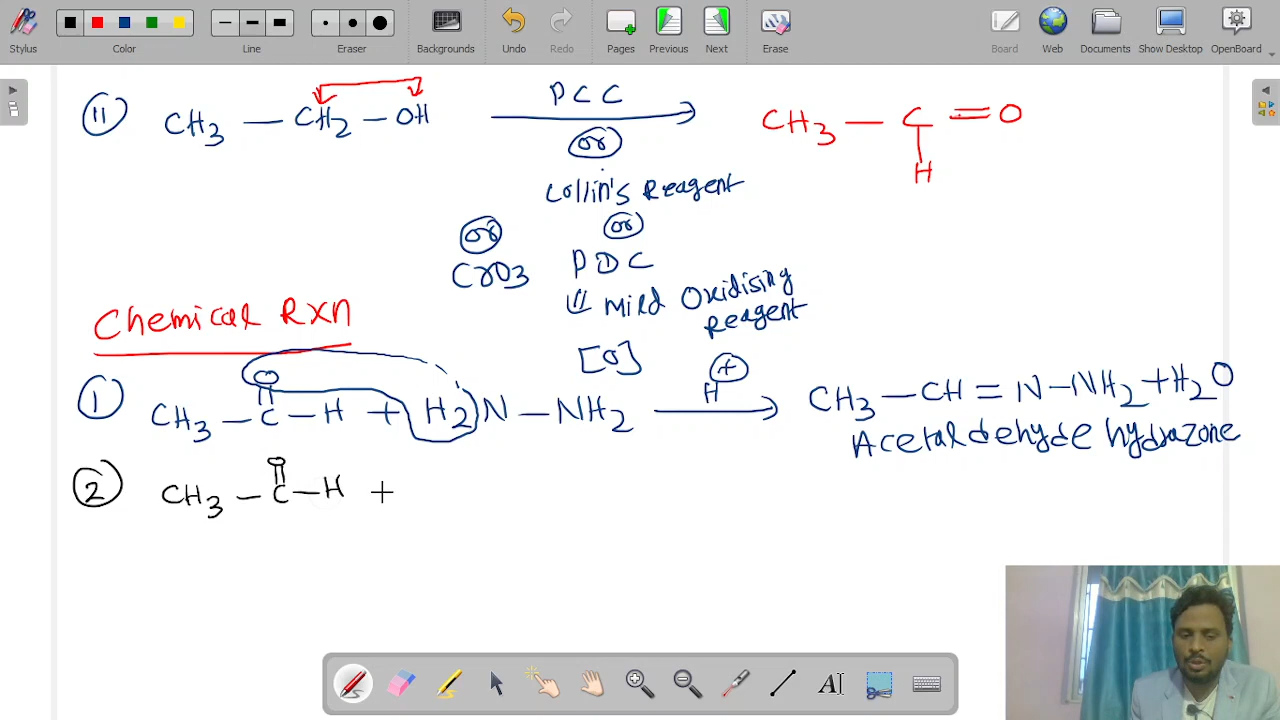 Stylus Color Line Eraser Backgrounds Undo Redo Pages Previous Next Erase Board Web Documents Show Desktop OpenBoard
II CH3 — CH2 — OH PCC CH3 — C = O
or H
Collin's Reagent
or or
CrO3 PDC
Mild Oxidising
Reagent
Chemical RXn
[O]
O H +
1 CH3 — C — H + H2N — NH2 CH3 — CH = N — NH2 + H2O
Acetaldehyde hydrazone
O
2 CH3 — C — H +